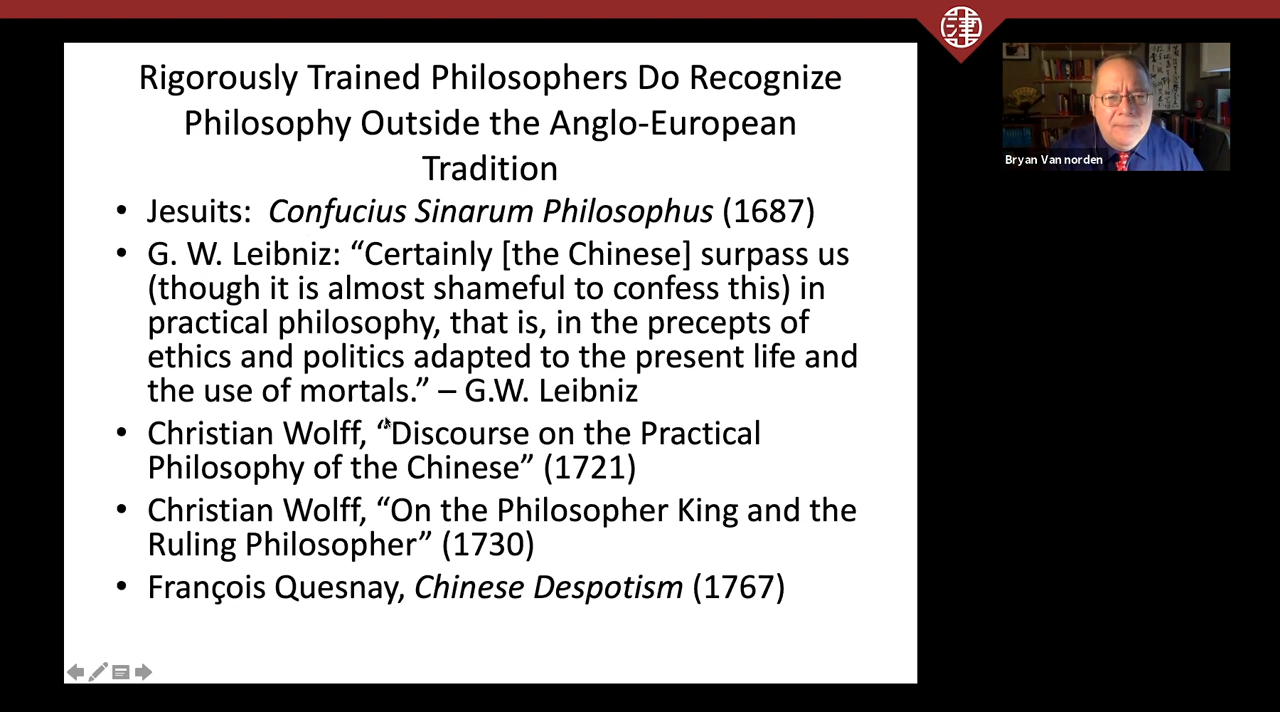 Rigorously Trained Philosophers Do Recognize
Philosophy Outside the Anglo-European
Tradition
• Jesuits: Confucius Sinarum Philosophus (1687)
• G. W. Leibniz: “Certainly [the Chinese] surpass us
(though it is almost shameful to confess this) in
practical philosophy, that is, in the precepts of
ethics and politics adapted to the present life and
the use of mortals.” – G.W. Leibniz
• Christian Wolff, “Discourse on the Practical
Philosophy of the Chinese” (1721)
• Christian Wolff, “On the Philosopher King and the
Ruling Philosopher” (1730)
• François Quesnay, Chinese Despotism (1767)
Bryan Van norden